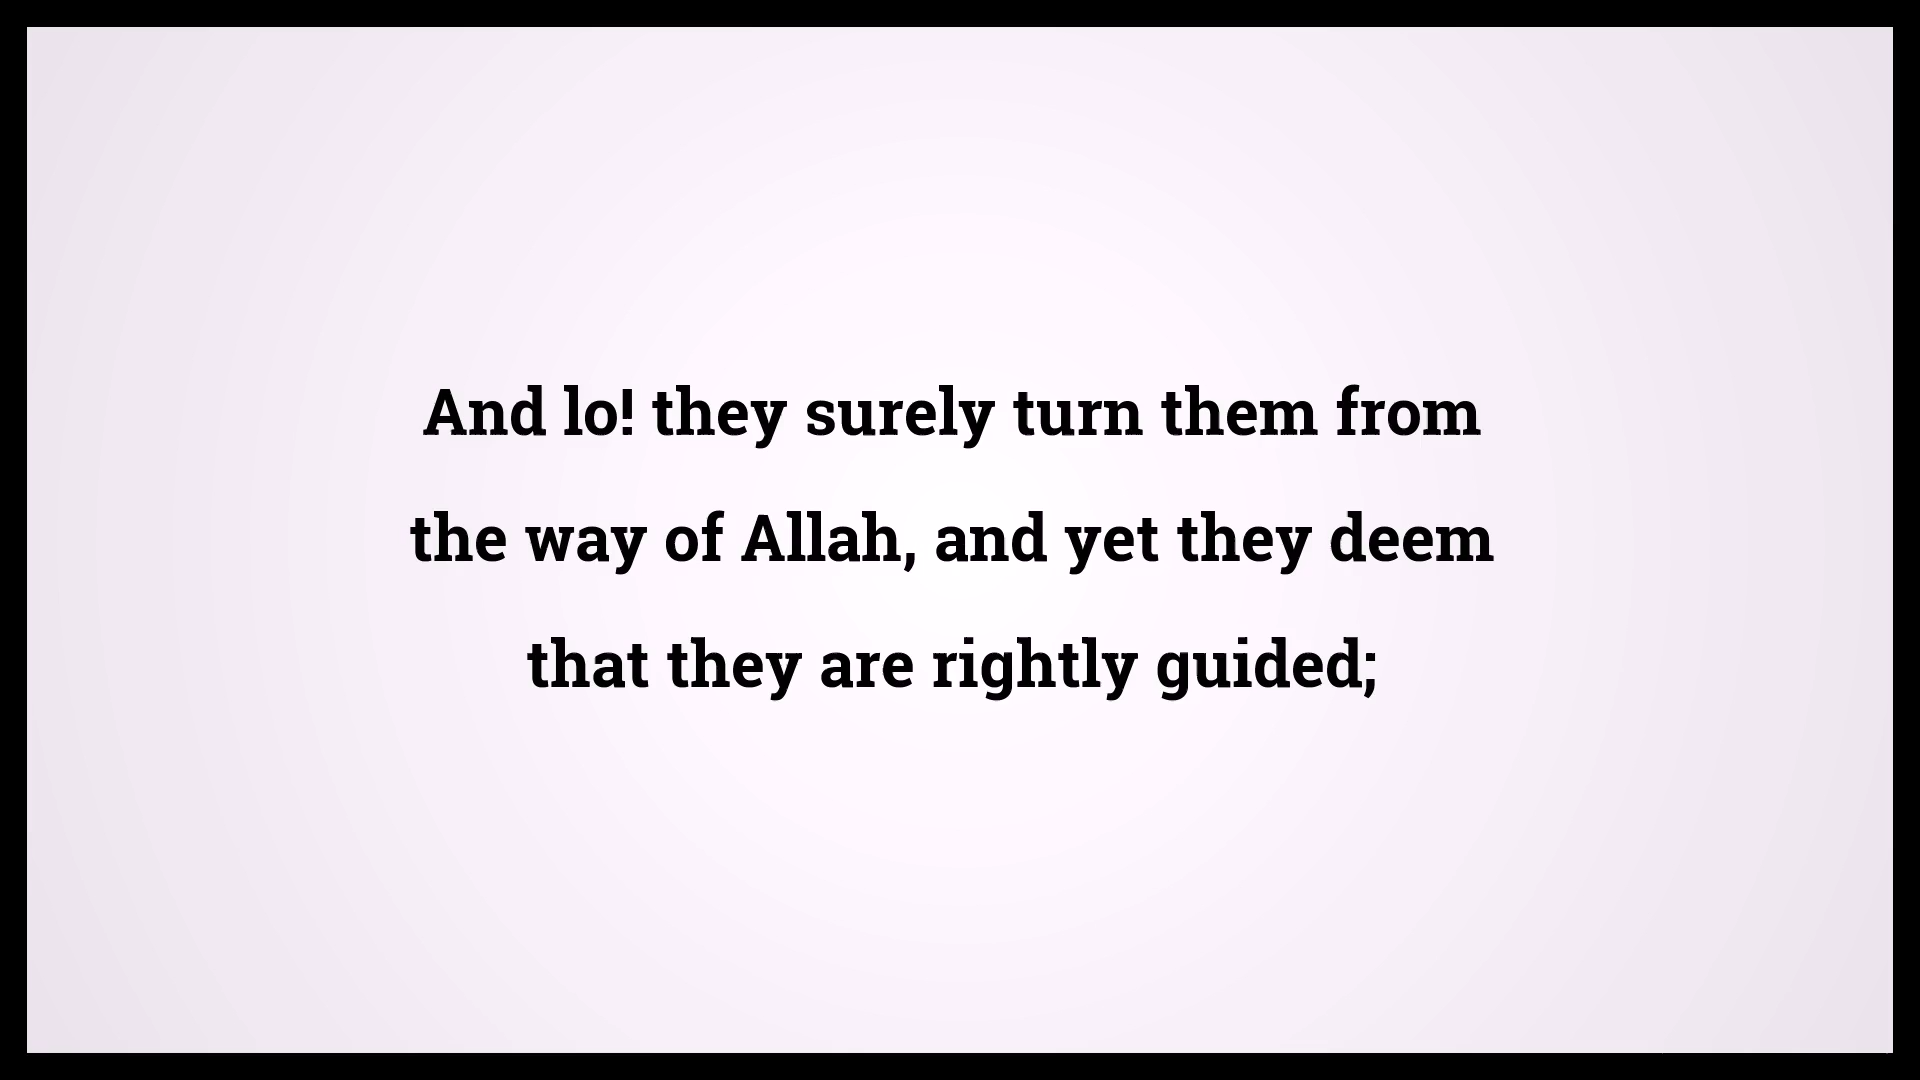 And lo! they surely turn them from
the way of Allah, and yet they deem
that they are rightly guided;